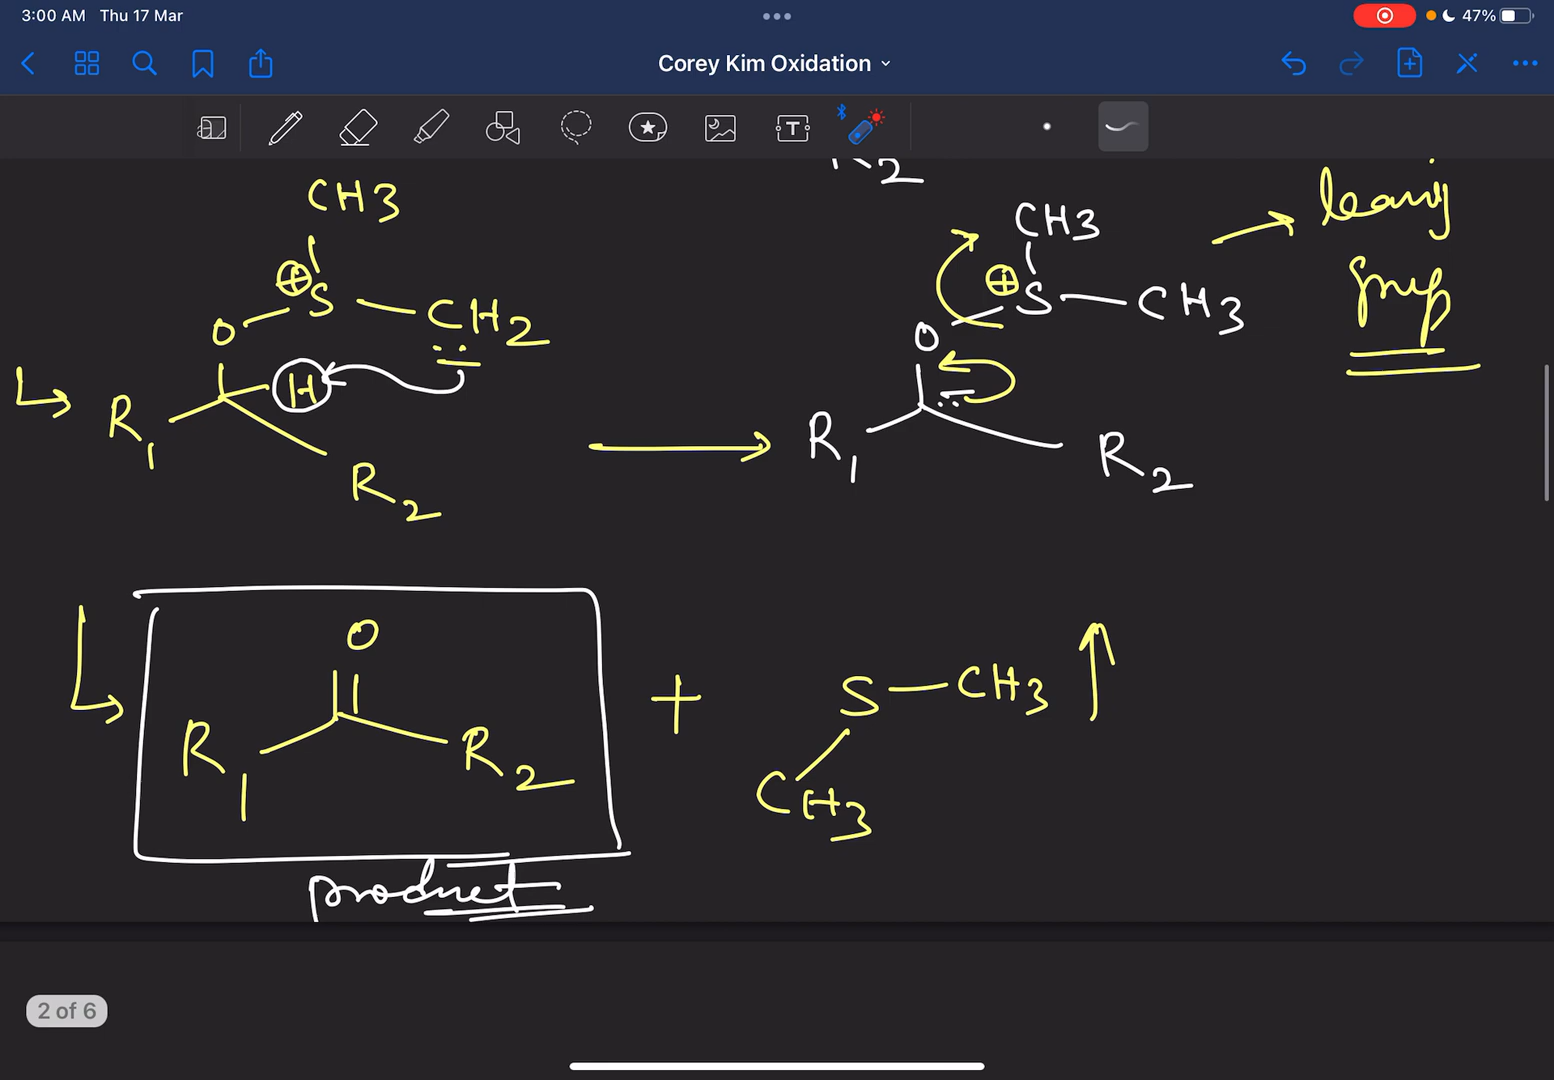 3:00 AM Thu 17 Mar
47%
Corey Kim Oxidation
T
R2
CH3
⊕
S
CH2
O
H
R1
R2
CH3
⊕
S
CH3
O
R1
R2
leaving
group
O
R1
R2
+
S
CH3
CH3
product
2 of 6